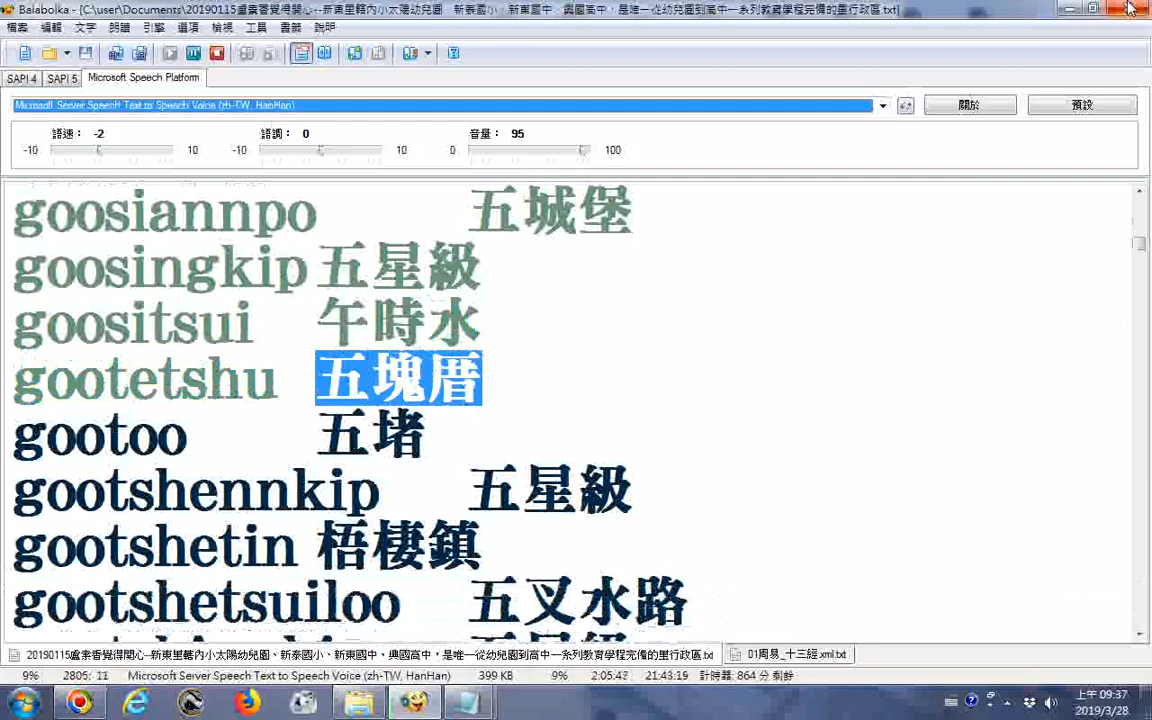 Balabolka - [C:\user\Documents\20190115盧素香覺得開心--新東里轄內小太陽幼兒園、新泰國小、新東國中、興國高中，是唯一從幼兒園到高中一系列教育學程完備的里行政區.txt]
檔案 編輯 文字 朗讀 引擎 選項 檢視 工具 書籤 說明
SAPI 4 SAPI 5 Microsoft Speech Platform
Microsoft Server Speech Text to Speech Voice (zh-TW, HanHan) 關於 預設
語速： -2 語調： 0 音量： 95
-10 10 -10 10 0 100
goosiannpo 五城堡
goosingkip 五星級
goositsui 午時水
gootetshu 五塊厝
gootoo 五堵
gootshennkip 五星級
gootshetin 梧棲鎮
gootshetsuiloo 五叉水路
20190115盧素香覺得開心--新東里轄內小太陽幼兒園、新泰國小、新東國中、興國高中，是唯一從幼兒園到高中一系列教育學程完備的里行政區.txt 01周易_十三經.xml.txt
9% 2805: 11 Microsoft Server Speech Text to Speech Voice (zh-TW, HanHan) 399 KB 9% 2:05:43 21:43:19 計時器: 864 分 剩餘
上午 09:37
2019/3/28